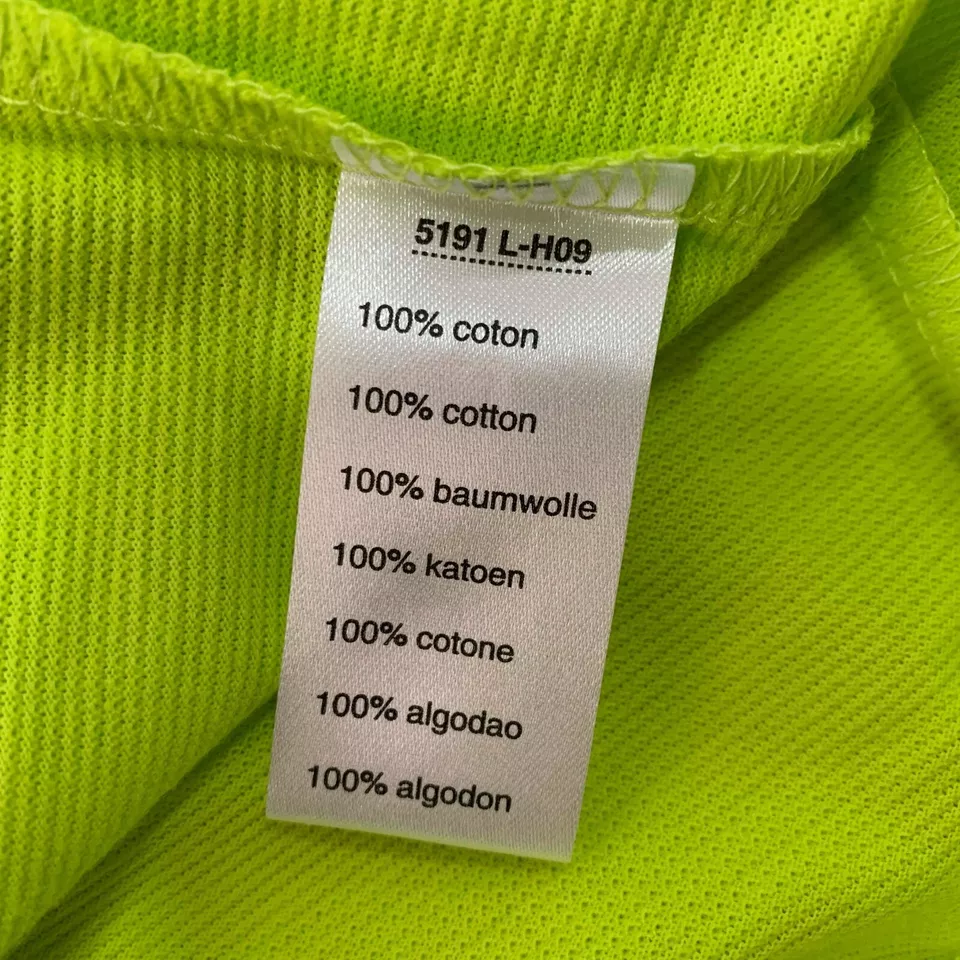 5191 L-H09
100% coton
100% cotton
100% baumwolle
100% katoen
100% cotone
100% algodao
100% algodon